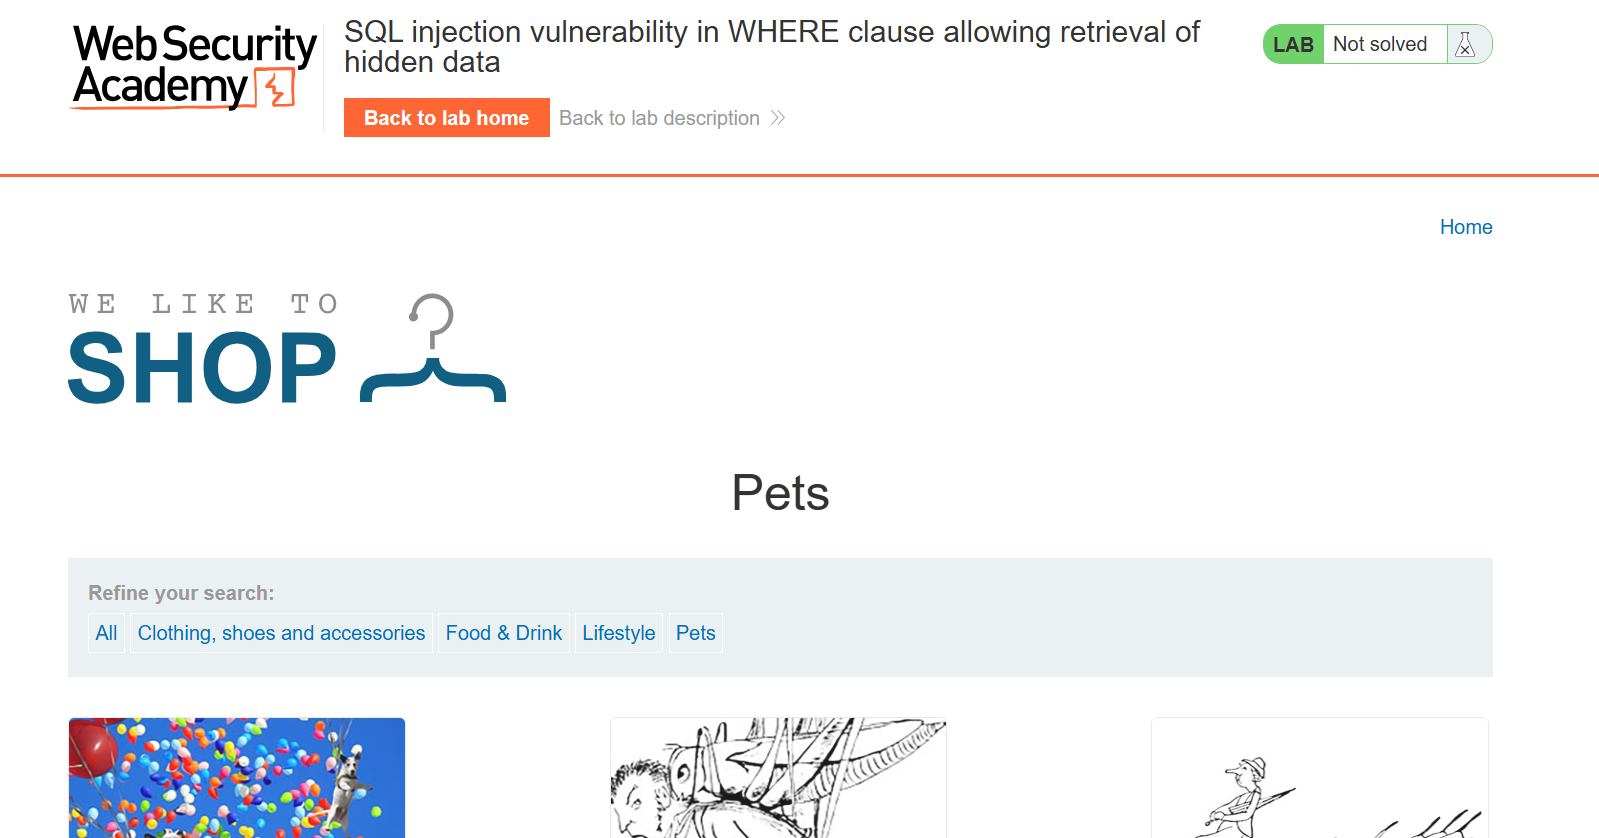 Web Security
Academy
SQL injection vulnerability in WHERE clause allowing retrieval of
hidden data
LAB
Not solved
Back to lab home
Back to lab description
Home
WE LIKE TO
SHOP
Pets
Refine your search:
All
Clothing, shoes and accessories
Food & Drink
Lifestyle
Pets